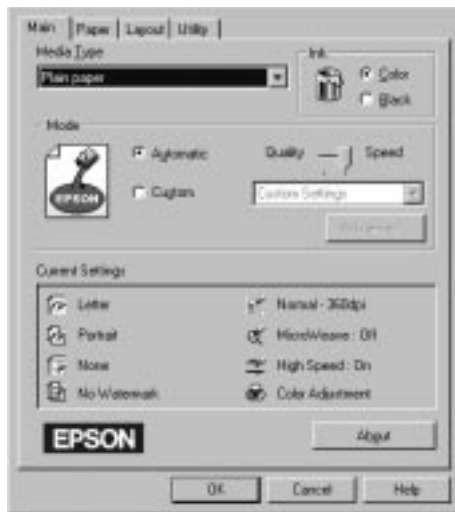 Main Paper Layout Utility
Media Type
Plain paper
Ink
Color
Black
Mode
EPSON
Automatic
Custom
Quality Speed
Custom Settings
Current Settings
Letter
Portrait
None
No Watermark
Normal - 360dpi
MicroWeave : Off
High Speed : On
Color Adjustment
EPSON
About
OK Cancel Help